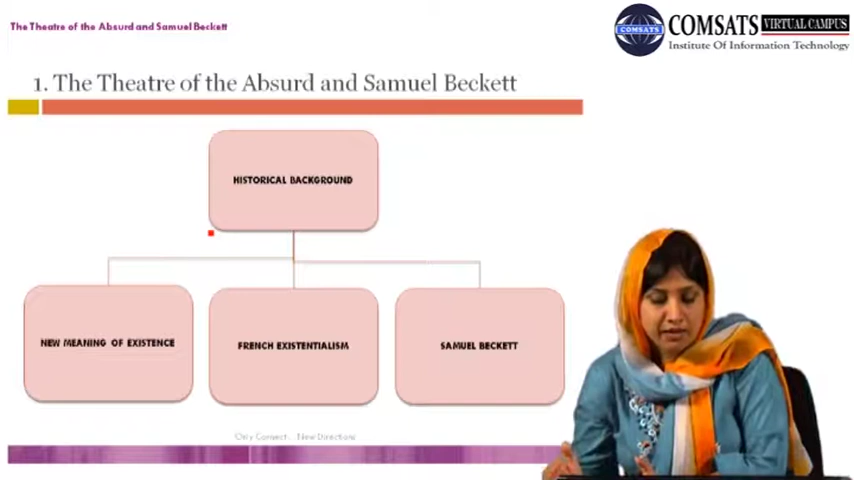 The Theatre of the Absurd and Samuel Beckett
COMSATS
COMSATS VIRTUAL CAMPUS
Institute Of Information Technology
1. The Theatre of the Absurd and Samuel Beckett
HISTORICAL BACKGROUND
NEW MEANING OF EXISTENCE
FRENCH EXISTENTIALISM
SAMUEL BECKETT
Only Connect: New Directions